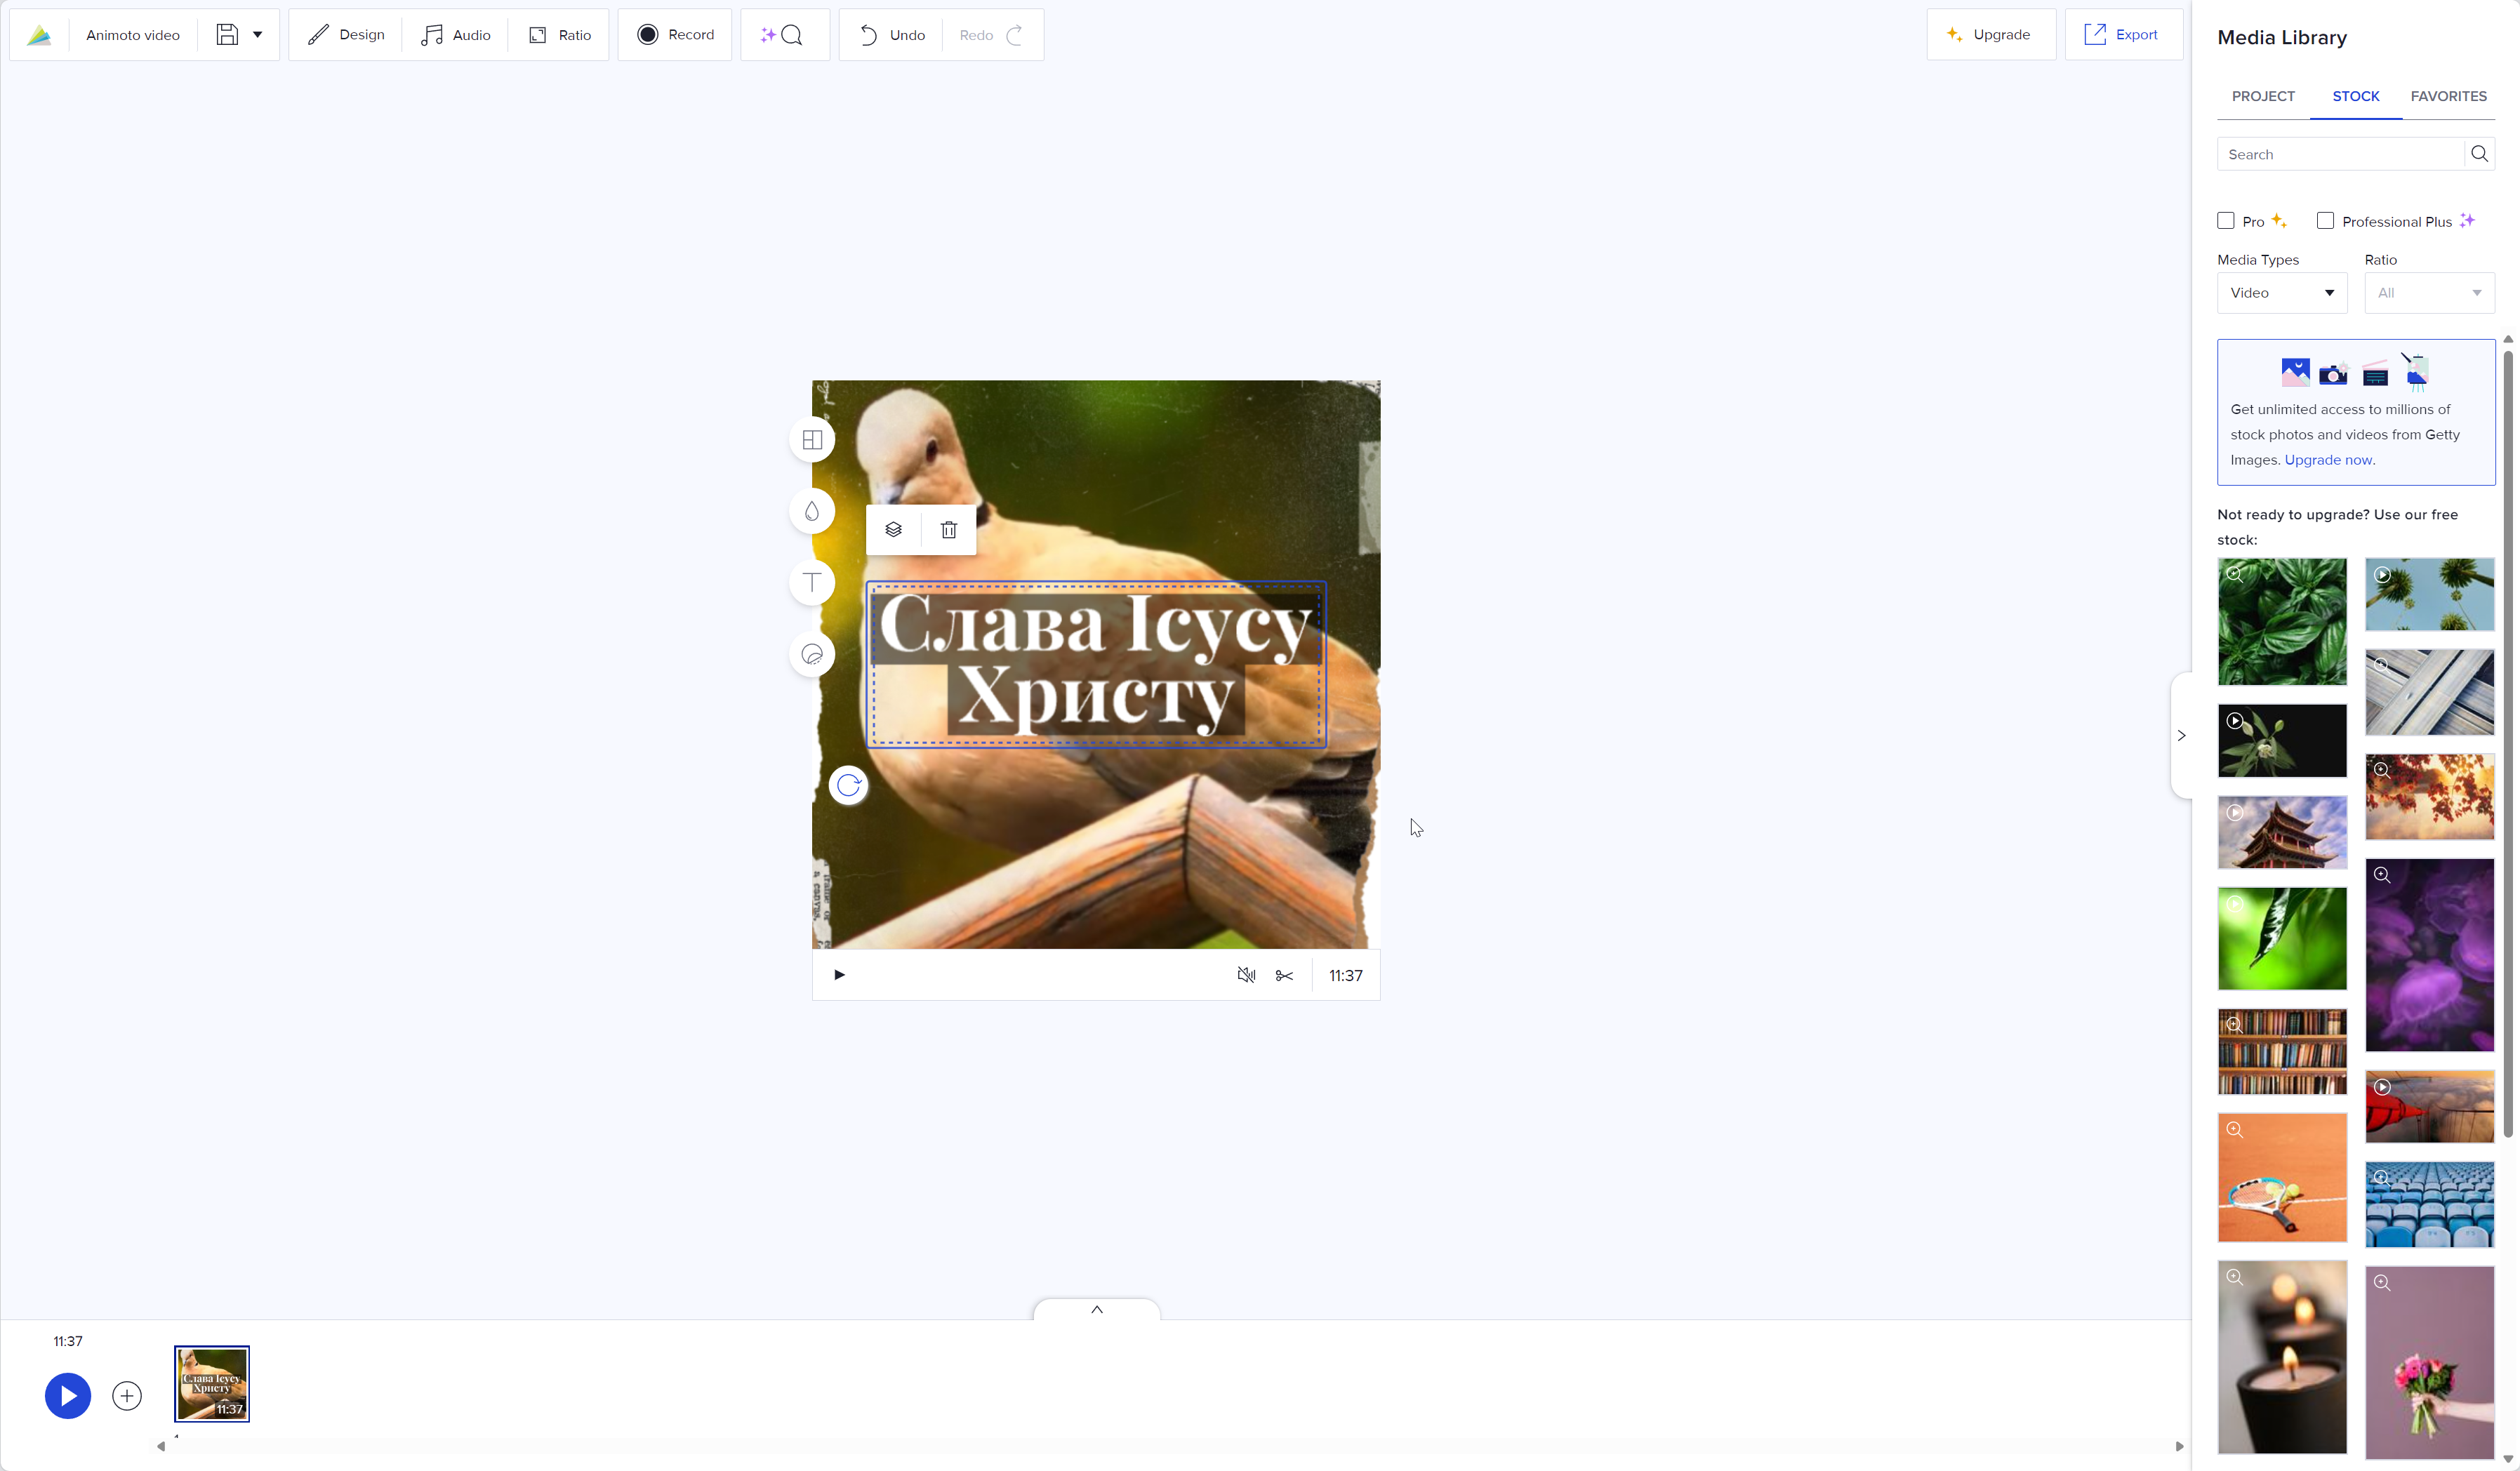 Animoto video
Design
Audio
Ratio
Record
Undo
Redo
Upgrade
Export
Media Library
PROJECT
STOCK
FAVORITES
Search
Pro
Professional Plus
Media Types
Ratio
Video
All
Get unlimited access to millions of
stock photos and videos from Getty
Images. Upgrade now.
Not ready to upgrade? Use our free
stock:
Слава Ісусу
Христу
11:37
11:37
Слава Ісусу
Христу
11:37